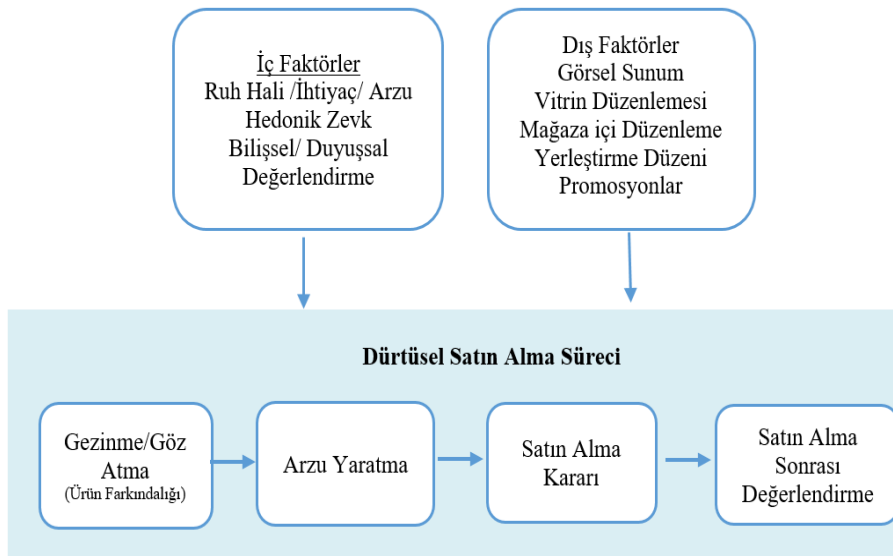 İç Faktörler
Ruh Hali /İhtiyaç/ Arzu
Hedonik Zevk
Bilişsel/ Duyuşsal
Değerlendirme
Dış Faktörler
Görsel Sunum
Vitrin Düzenlemesi
Mağaza içi Düzenleme
Yerleştirme Düzeni
Promosyonlar
Dürtüsel Satın Alma Süreci
Gezinme/Göz
Atma
(Ürün Farkındalığı)
Arzu Yaratma
Satın Alma
Kararı
Satın Alma
Sonrası
Değerlendirme